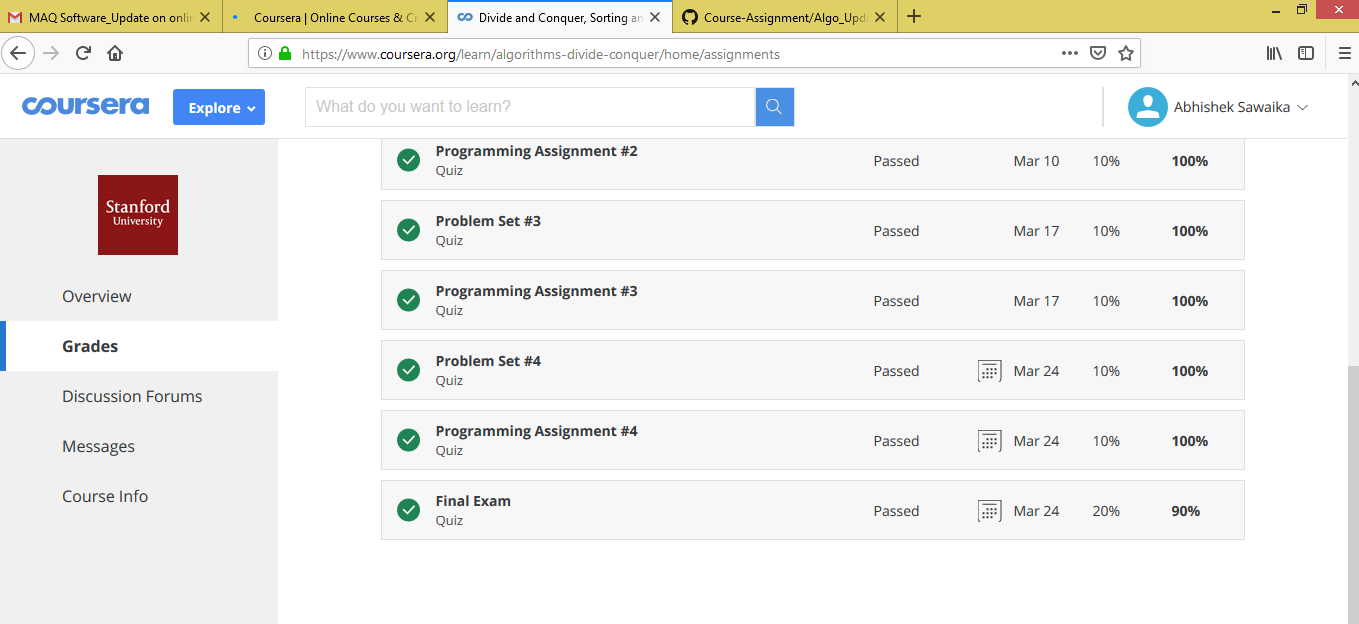 MAQ Software_Update on onlin
Coursera | Online Courses & Cr
Divide and Conquer, Sorting an
Course-Assignment/Algo_Upda
https://www.coursera.org/learn/algorithms-divide-conquer/home/assignments
coursera
Explore
What do you want to learn?
Abhishek Sawaika
Stanford
University
Overview
Grades
Discussion Forums
Messages
Course Info
Programming Assignment #2
Quiz
Passed Mar 10 10% 100%
Problem Set #3
Quiz
Passed Mar 17 10% 100%
Programming Assignment #3
Quiz
Passed Mar 17 10% 100%
Problem Set #4
Quiz
Passed Mar 24 10% 100%
Programming Assignment #4
Quiz
Passed Mar 24 10% 100%
Final Exam
Quiz
Passed Mar 24 20% 90%